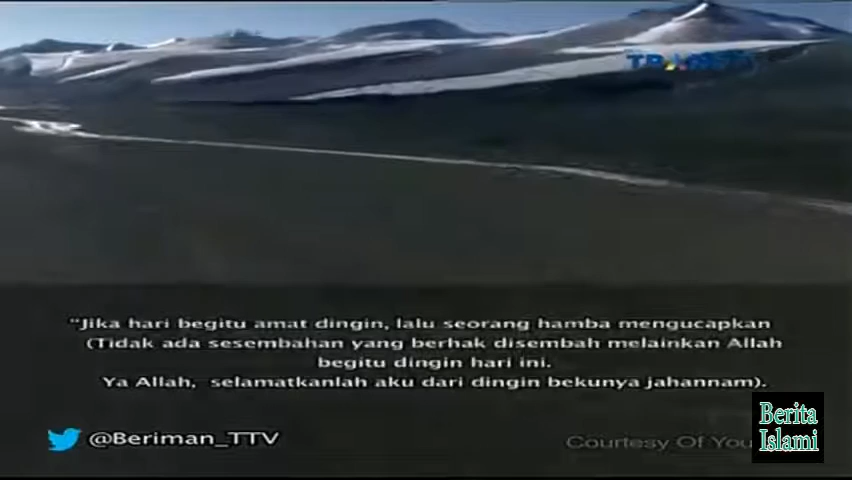 "Jika hari begitu amat dingin, lalu seorang hamba mengucapkan
(Tidak ada sesembahan yang berhak disembah melainkan Allah
begitu dingin hari ini.
Ya Allah, selamatkanlah aku dari dingin bekunya jahannam).
@Beriman_TTV
Courtesy Of
Berita
Islami